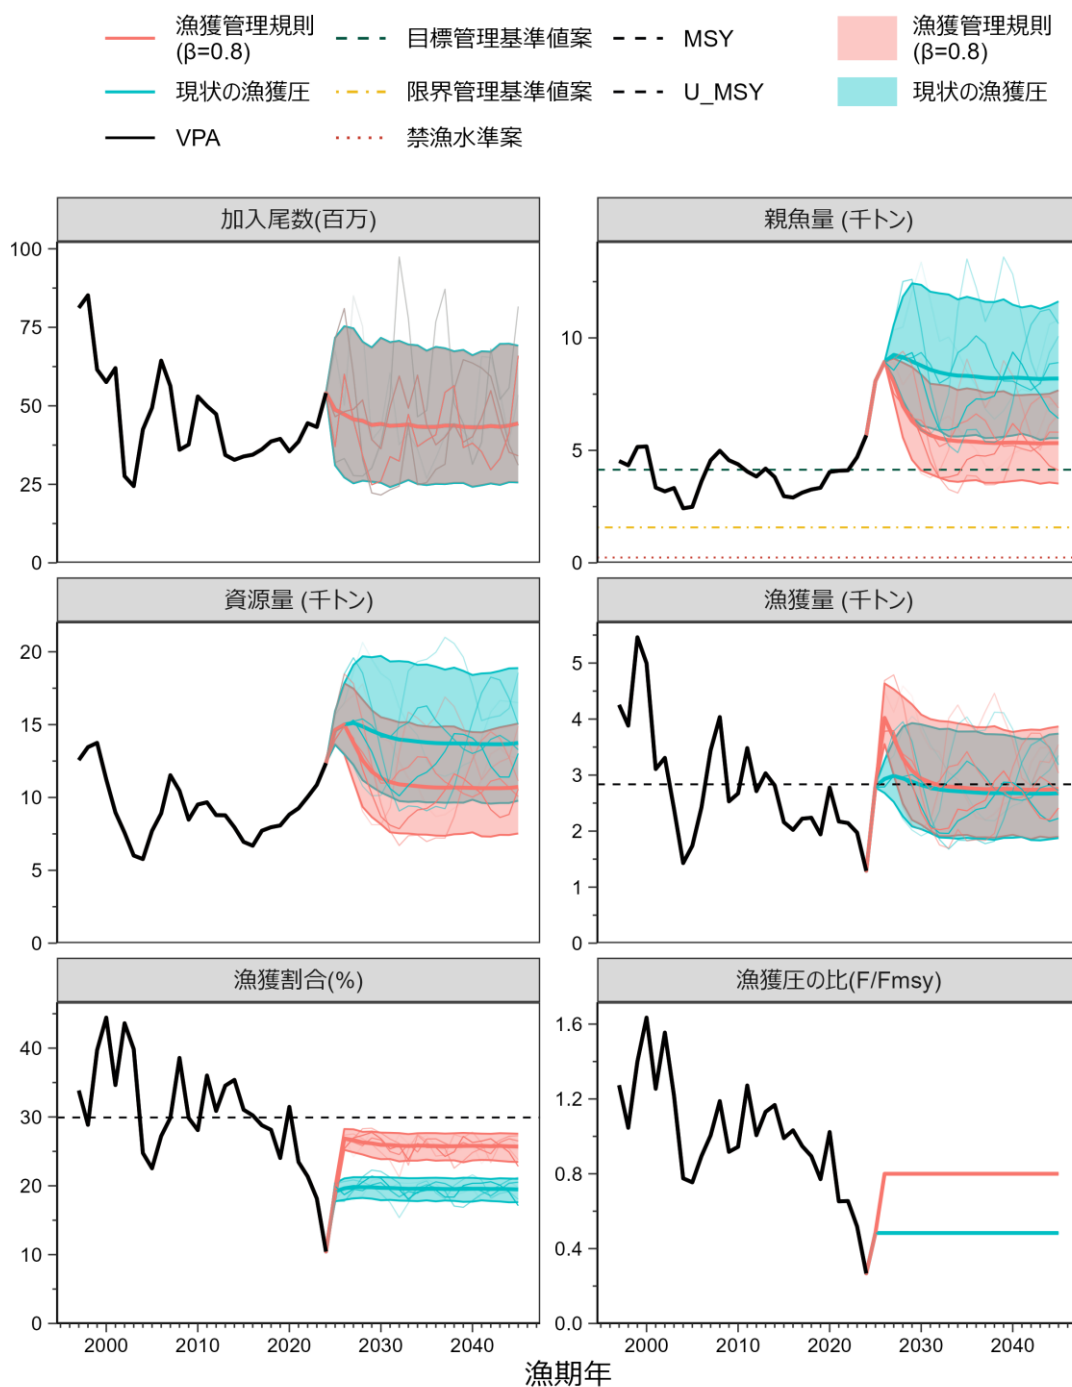 漁獲管理規則
(β=0.8)
目標管理基準値案
MSY
漁獲管理規則
(β=0.8)
現状の漁獲圧
限界管理基準値案
U_MSY
現状の漁獲圧
VPA
禁漁水準案
加入尾数(百万)
親魚量 (千トン)
100
75
50
25
0
10
5
0
資源量 (千トン)
漁獲量 (千トン)
20
15
10
5
0
5
4
3
2
1
0
漁獲割合(%)
漁獲圧の比(F/Fmsy)
40
30
20
10
0
1.6
1.2
0.8
0.4
0.0
2000 2010 2020 2030 2040
2000 2010 2020 2030 2040
漁期年